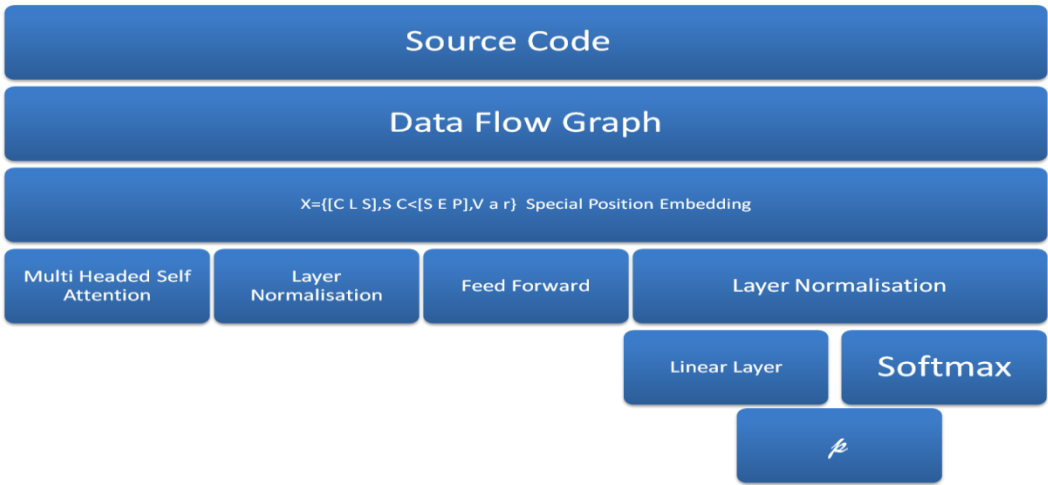 Source Code
Data Flow Graph
X={[C L S],S C<[S E P],V a r} Special Position Embedding
Multi Headed Self
Attention
Layer
Normalisation
Feed Forward
Layer Normalisation
Linear Layer
Softmax
𝓅